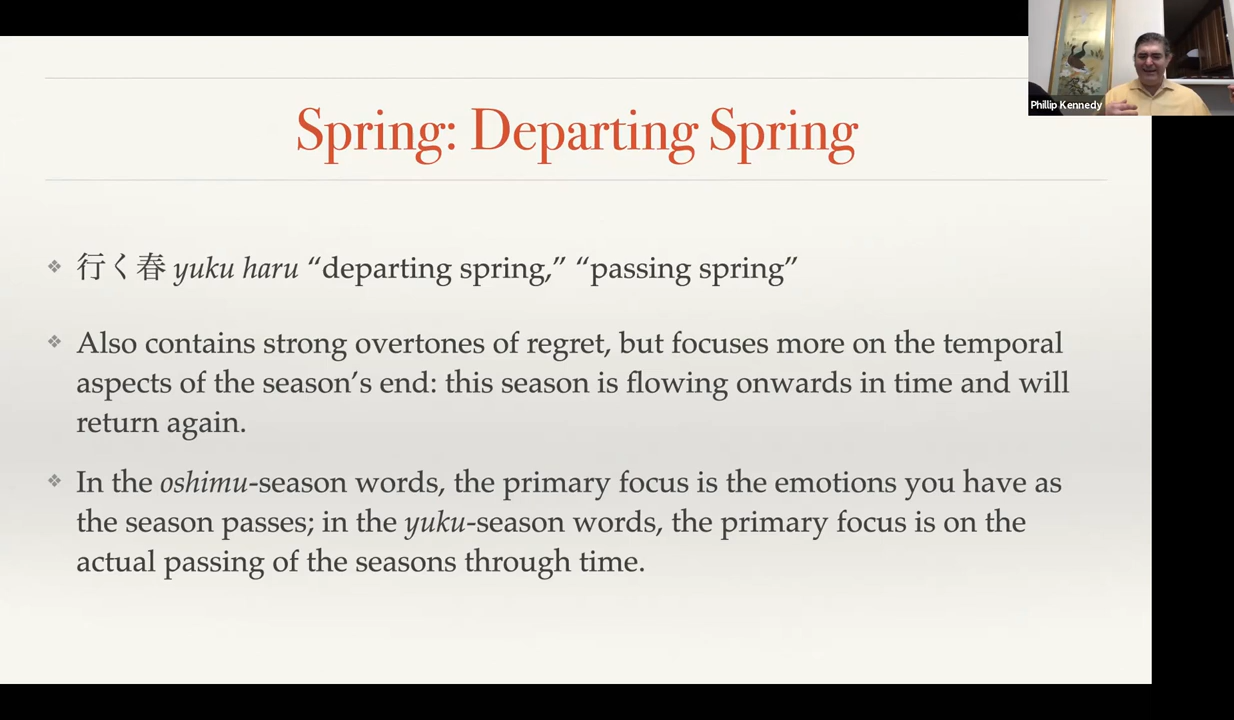 Phillip Kennedy
Spring: Departing Spring
❖ 行く春 yuku haru “departing spring,” “passing spring”
❖ Also contains strong overtones of regret, but focuses more on the temporal
aspects of the season’s end: this season is flowing onwards in time and will
return again.
❖ In the oshimu-season words, the primary focus is the emotions you have as
the season passes; in the yuku-season words, the primary focus is on the
actual passing of the seasons through time.